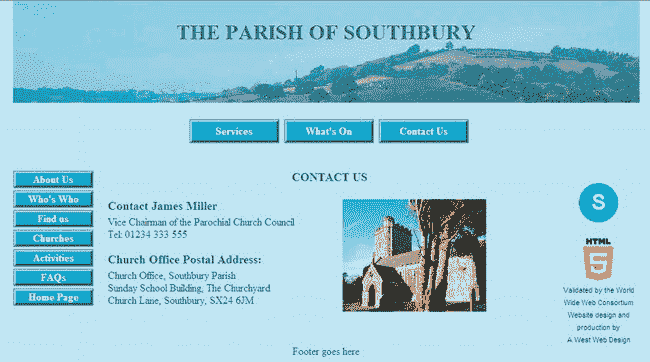 THE PARISH OF SOUTHBURY
Services
What's On
Contact Us
About Us
Who's Who
Find us
Churches
Activities
FAQs
Home Page
CONTACT US
Contact James Miller
Vice Chairman of the Parochial Church Council
Tel: 01234 333 555
Church Office Postal Address:
Church Office, Southbury Parish
Sunday School Building, The Churchyard
Church Lane, Southbury, SX24 6JM
S
HTML
5
Validated by the World
Wide Web Consortium
Website design and
production by
A West Web Design
Footer goes here